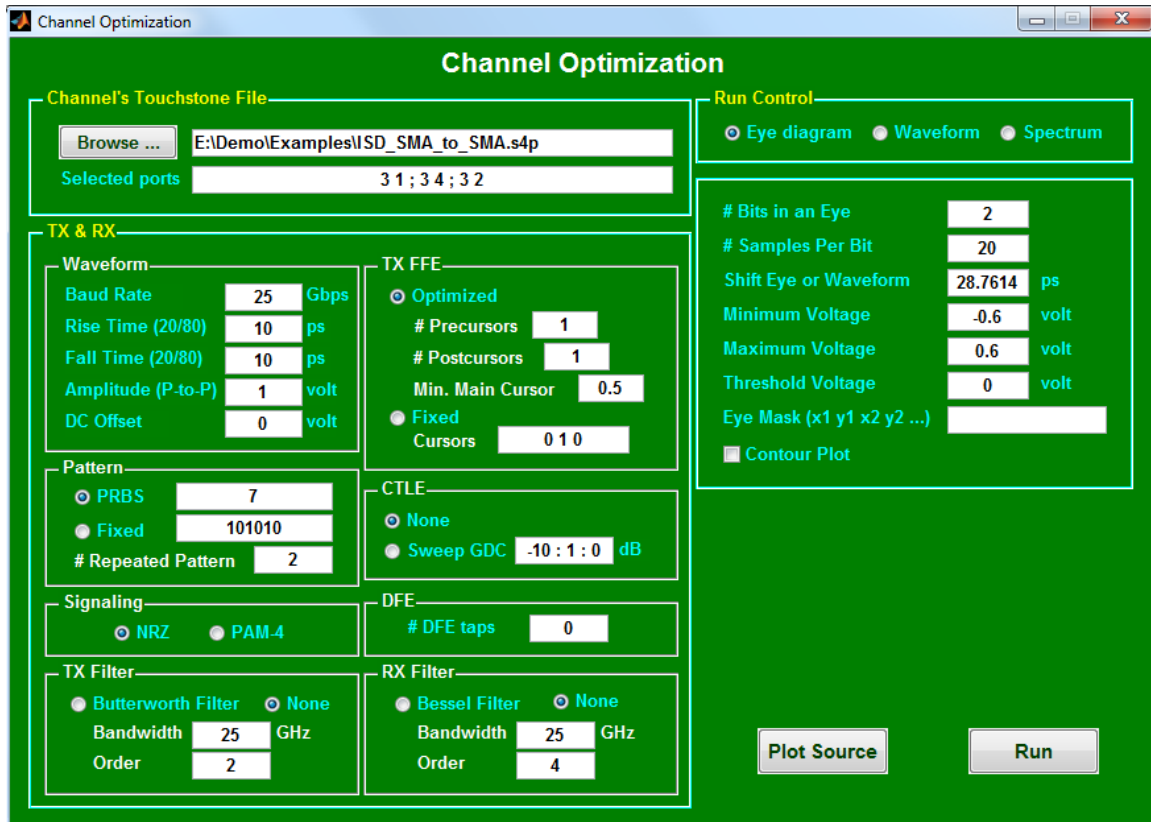 Channel Optimization
Channel Optimization
Channel's Touchstone File
Browse ... E:\Demo\Examples\ISD_SMA_to_SMA.s4p
Selected ports 3 1 ; 3 4 ; 3 2
TX & RX
Waveform
Baud Rate 25 Gbps
Rise Time (20/80) 10 ps
Fall Time (20/80) 10 ps
Amplitude (P-to-P) 1 volt
DC Offset 0 volt
Pattern
PRBS 7
Fixed 101010
# Repeated Pattern 2
Signaling
NRZ PAM-4
TX Filter
Butterworth Filter None
Bandwidth 25 GHz
Order 2
TX FFE
Optimized
# Precursors 1
# Postcursors 1
Min. Main Cursor 0.5
Fixed
Cursors 0 1 0
CTLE
None
Sweep GDC -10 : 1 : 0 dB
DFE
# DFE taps 0
RX Filter
Bessel Filter None
Bandwidth 25 GHz
Order 4
Run Control
Eye diagram Waveform Spectrum
# Bits in an Eye 2
# Samples Per Bit 20
Shift Eye or Waveform 28.7614 ps
Minimum Voltage -0.6 volt
Maximum Voltage 0.6 volt
Threshold Voltage 0 volt
Eye Mask (x1 y1 x2 y2 ...)
Contour Plot
Plot Source Run